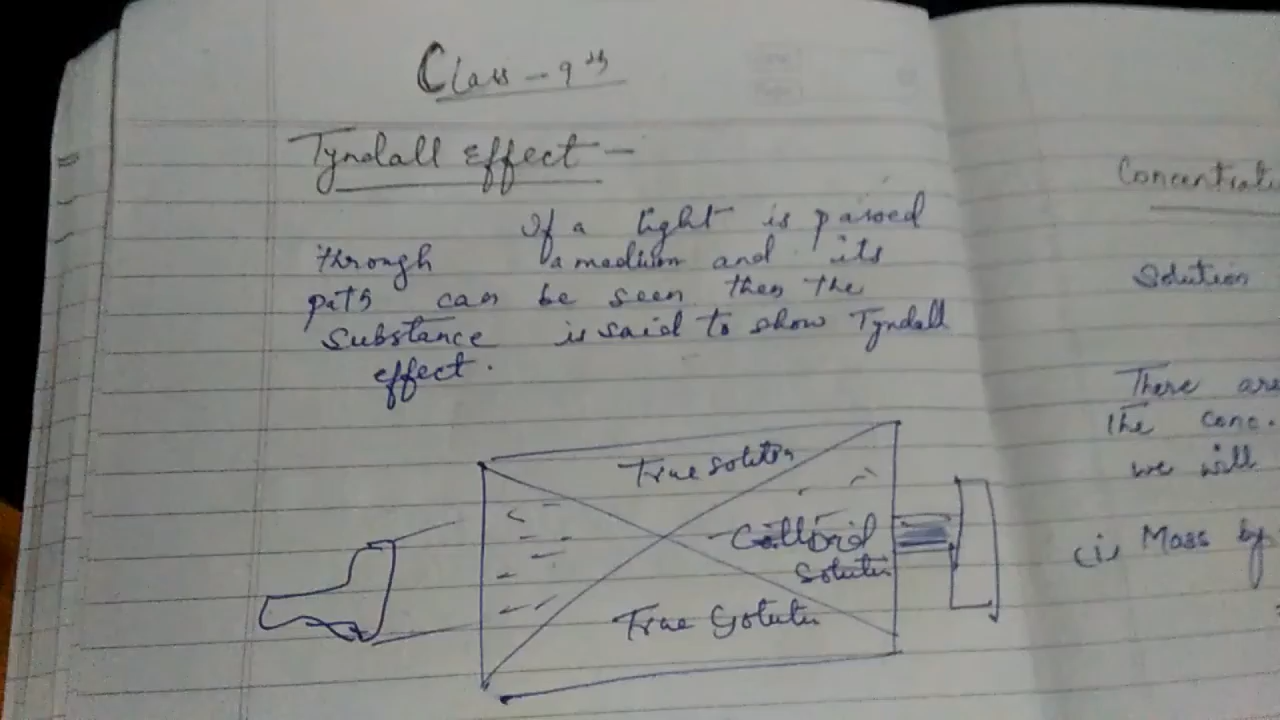 Class - 9th
Tyndall effect -
If a light is passed
through a medium and its
path can be seen then the
substance is said to show Tyndall
effect.
True solution
Colloid
solution
True Solution
Concentrati
Solution
There are
the conc.
we will
(i) Mass by